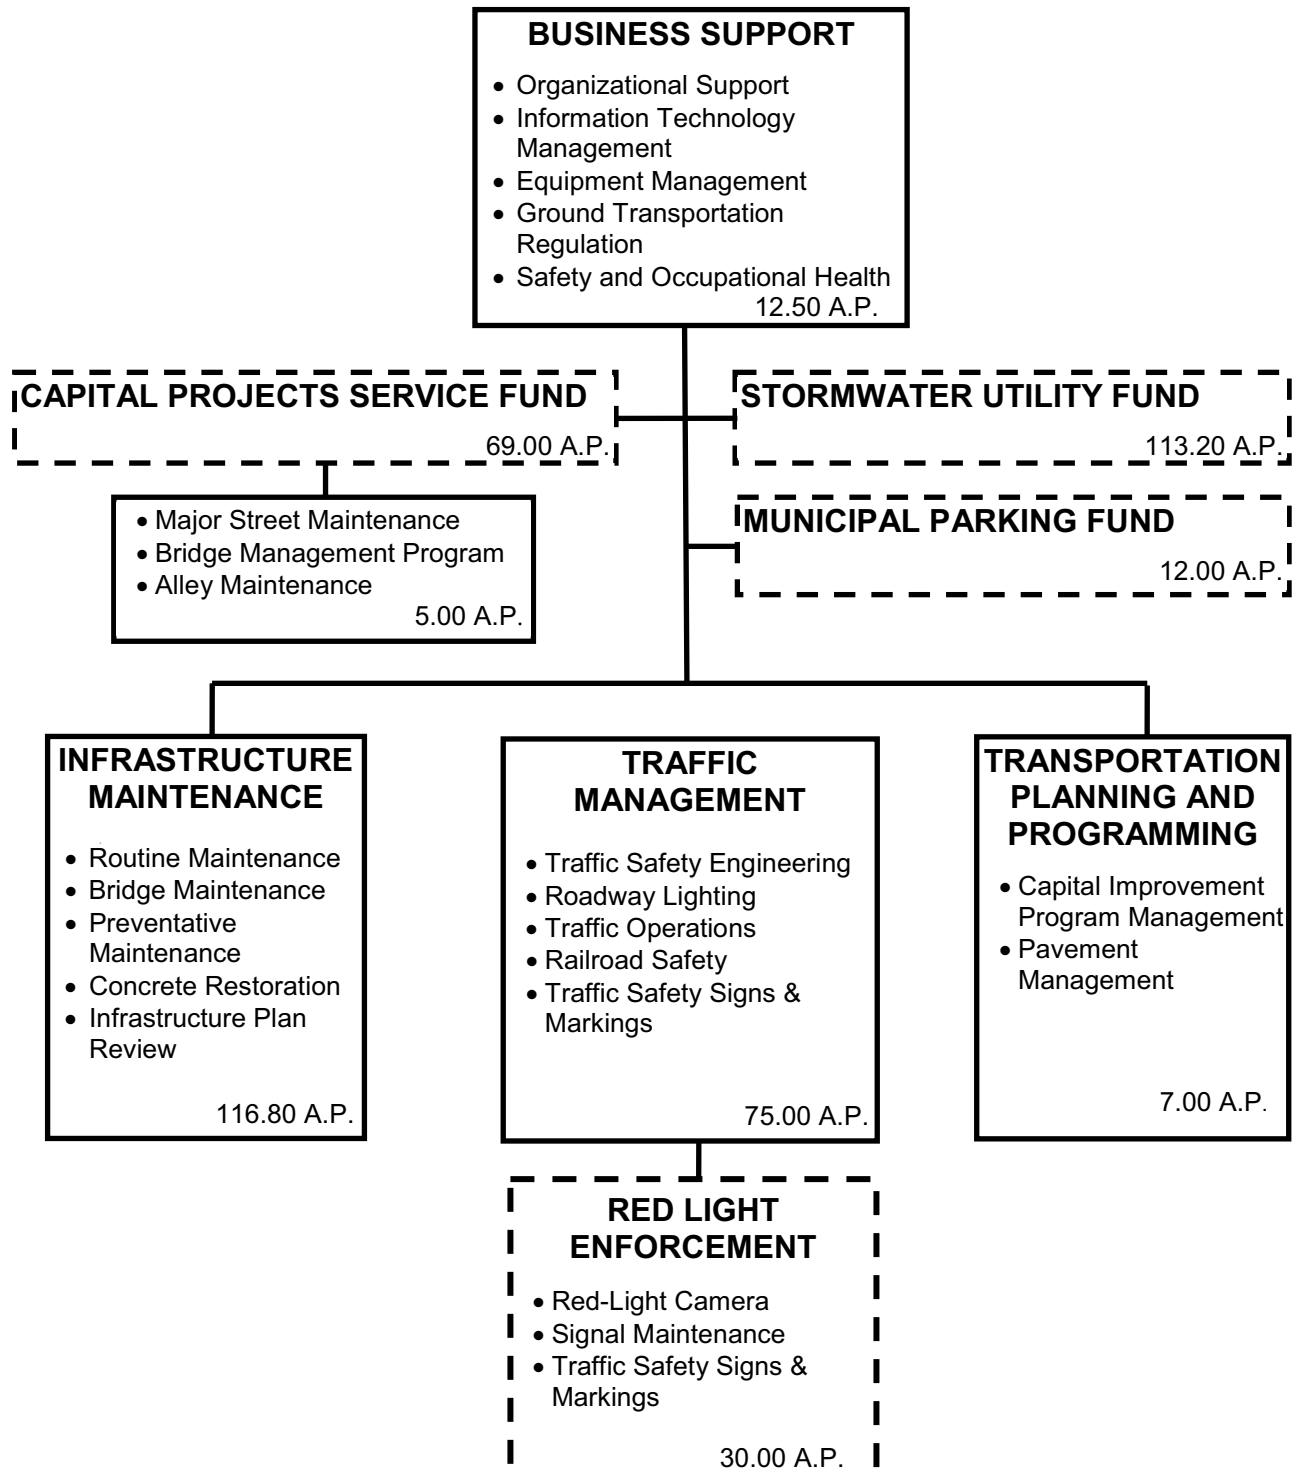 BUSINESS SUPPORT
• Organizational Support
• Information Technology
Management
• Equipment Management
• Ground Transportation
Regulation
• Safety and Occupational Health
12.50 A.P.
CAPITAL PROJECTS SERVICE FUND
69.00 A.P.
STORMWATER UTILITY FUND
113.20 A.P.
• Major Street Maintenance
• Bridge Management Program
• Alley Maintenance
5.00 A.P.
MUNICIPAL PARKING FUND
12.00 A.P.
INFRASTRUCTURE
MAINTENANCE
• Routine Maintenance
• Bridge Maintenance
• Preventative
Maintenance
• Concrete Restoration
• Infrastructure Plan
Review
116.80 A.P.
TRAFFIC
MANAGEMENT
• Traffic Safety Engineering
• Roadway Lighting
• Traffic Operations
• Railroad Safety
• Traffic Safety Signs &
Markings
75.00 A.P.
TRANSPORTATION
PLANNING AND
PROGRAMMING
• Capital Improvement
Program Management
• Pavement
Management
7.00 A.P.
RED LIGHT
ENFORCEMENT
• Red-Light Camera
• Signal Maintenance
• Traffic Safety Signs &
Markings
30.00 A.P.